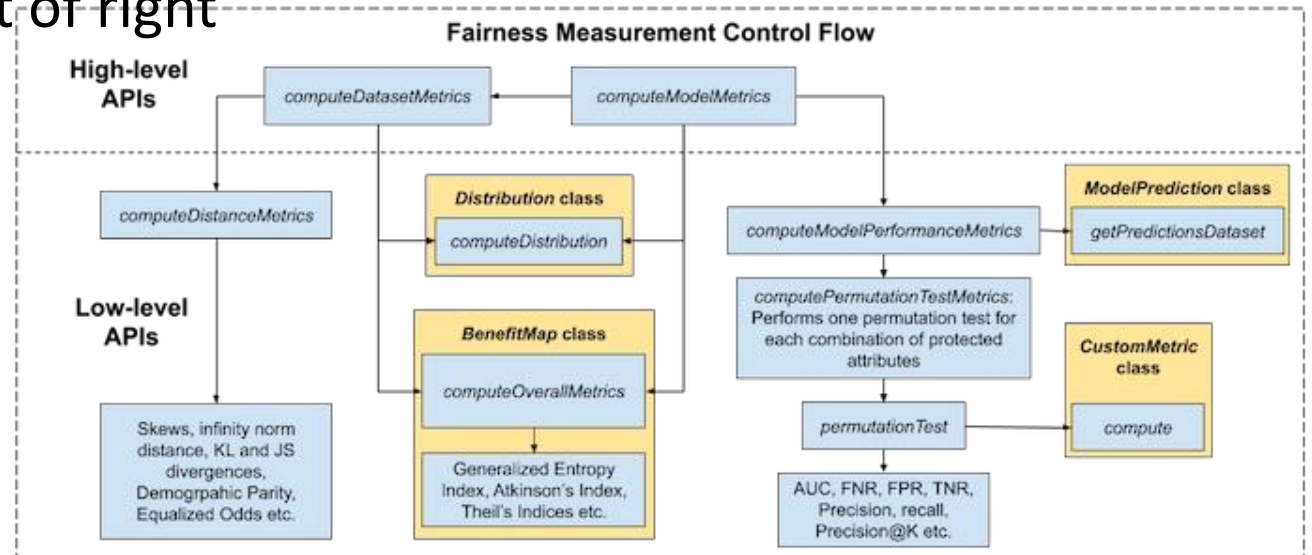 t of right
Fairness Measurement Control Flow
High-level
APIs
computeDatasetMetrics
computeModelMetrics
computeDistanceMetrics
Distribution class
computeDistribution
ModelPrediction class
getPredictionsDataset
computeModelPerformanceMetrics
Low-level
APIs
computePermutationTestMetrics:
Performs one permutation test for
each combination of protected
attributes
BenefitMap class
computeOverallMetrics
CustomMetric
class
compute
permutationTest
Skews, infinity norm
distance, KL and JS
divergences,
Demogrpahic Parity,
Equalized Odds etc.
Generalized Entropy
Index, Atkinson's Index,
Theil's Indices etc.
AUC, FNR, FPR, TNR,
Precision, recall,
Precision@K etc.